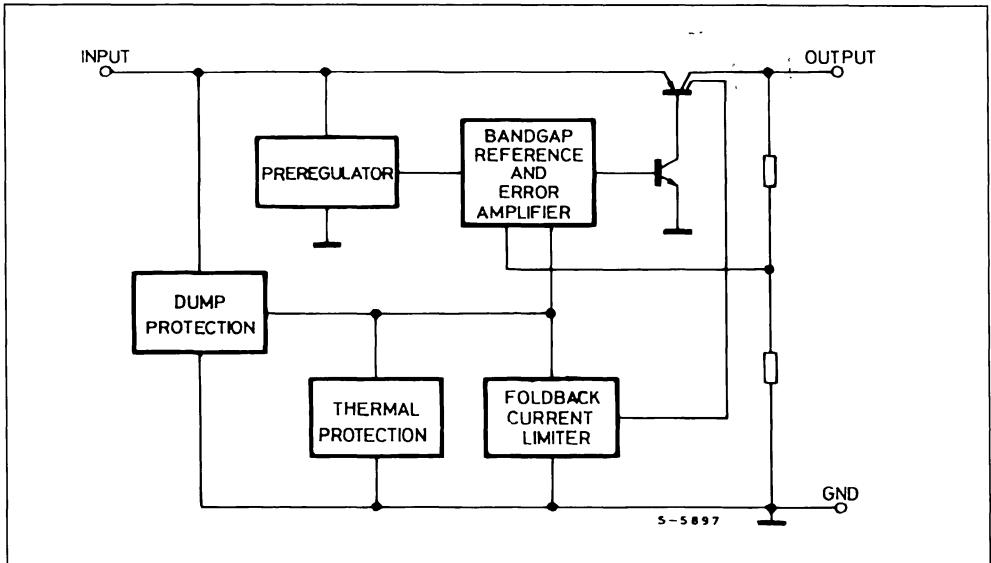 INPUT
OUTPUT
PREREGULATOR
BANDGAP
REFERENCE
AND
ERROR
AMPLIFIER
DUMP
PROTECTION
THERMAL
PROTECTION
FOLDBACK
CURRENT
LIMITER
GND
S-5897